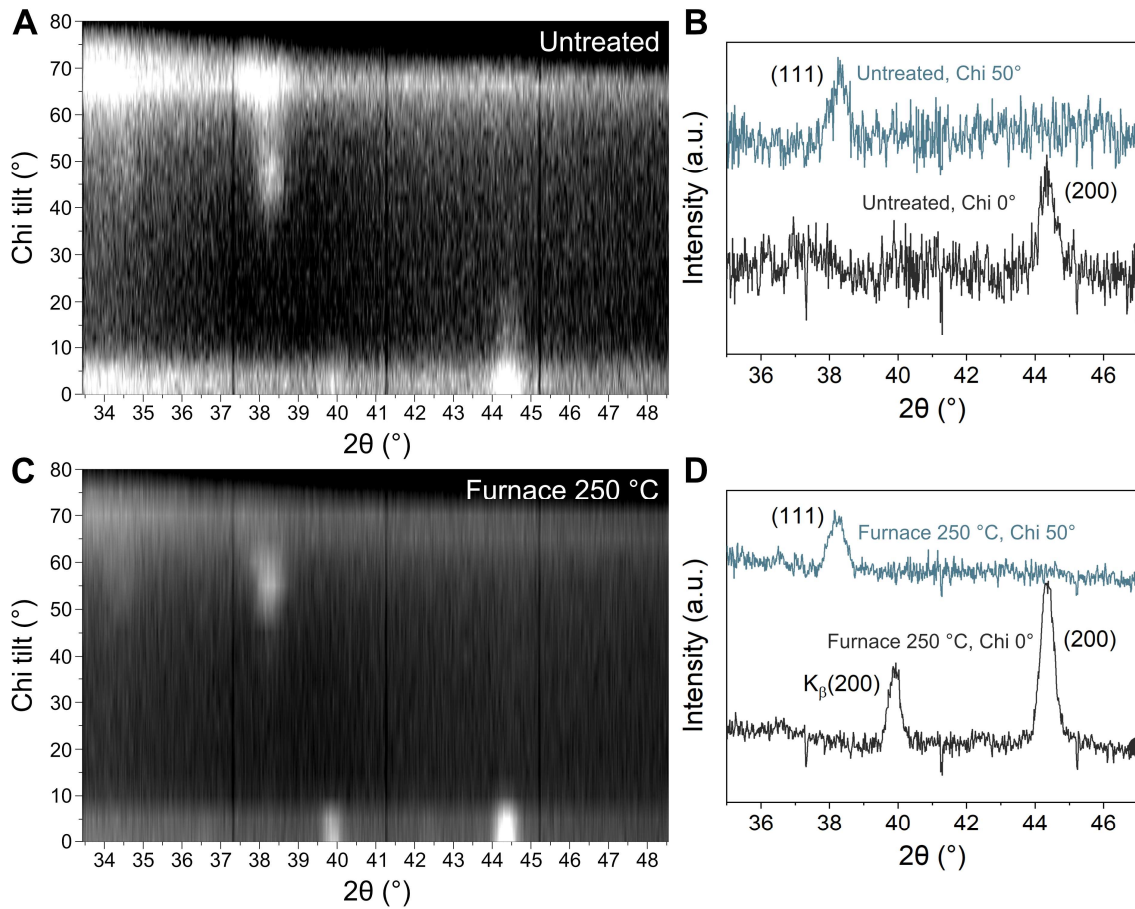 A
Untreated
80
70
60
50
40
30
20
10
0
Chi tilt (°)
34 35 36 37 38 39 40 41 42 43 44 45 46 47 48
2θ (°)
B
(111)
Untreated, Chi 50°
Untreated, Chi 0°
(200)
Intensity (a.u.)
36 38 40 42 44 46
2θ (°)
C
Furnace 250 °C
80
70
60
50
40
30
20
10
0
Chi tilt (°)
34 35 36 37 38 39 40 41 42 43 44 45 46 47 48
2θ (°)
D
(111)
Furnace 250 °C, Chi 50°
Furnace 250 °C, Chi 0°
(200)
Kβ(200)
Intensity (a.u.)
36 38 40 42 44 46
2θ (°)